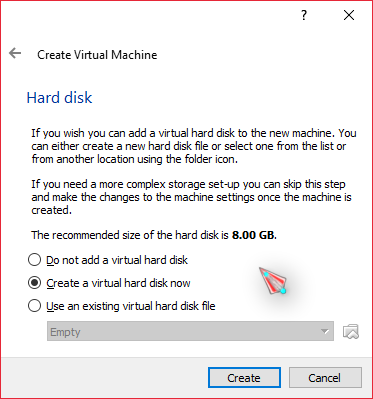 ?
Create Virtual Machine
Hard disk
If you wish you can add a virtual hard disk to the new machine. You
can either create a new hard disk file or select one from the list or
from another location using the folder icon.
If you need a more complex storage set-up you can skip this step
and make the changes to the machine settings once the machine is
created.
The recommended size of the hard disk is 8.00 GB.
Do not add a virtual hard disk
Create a virtual hard disk now
Use an existing virtual hard disk file
Empty
Create Cancel